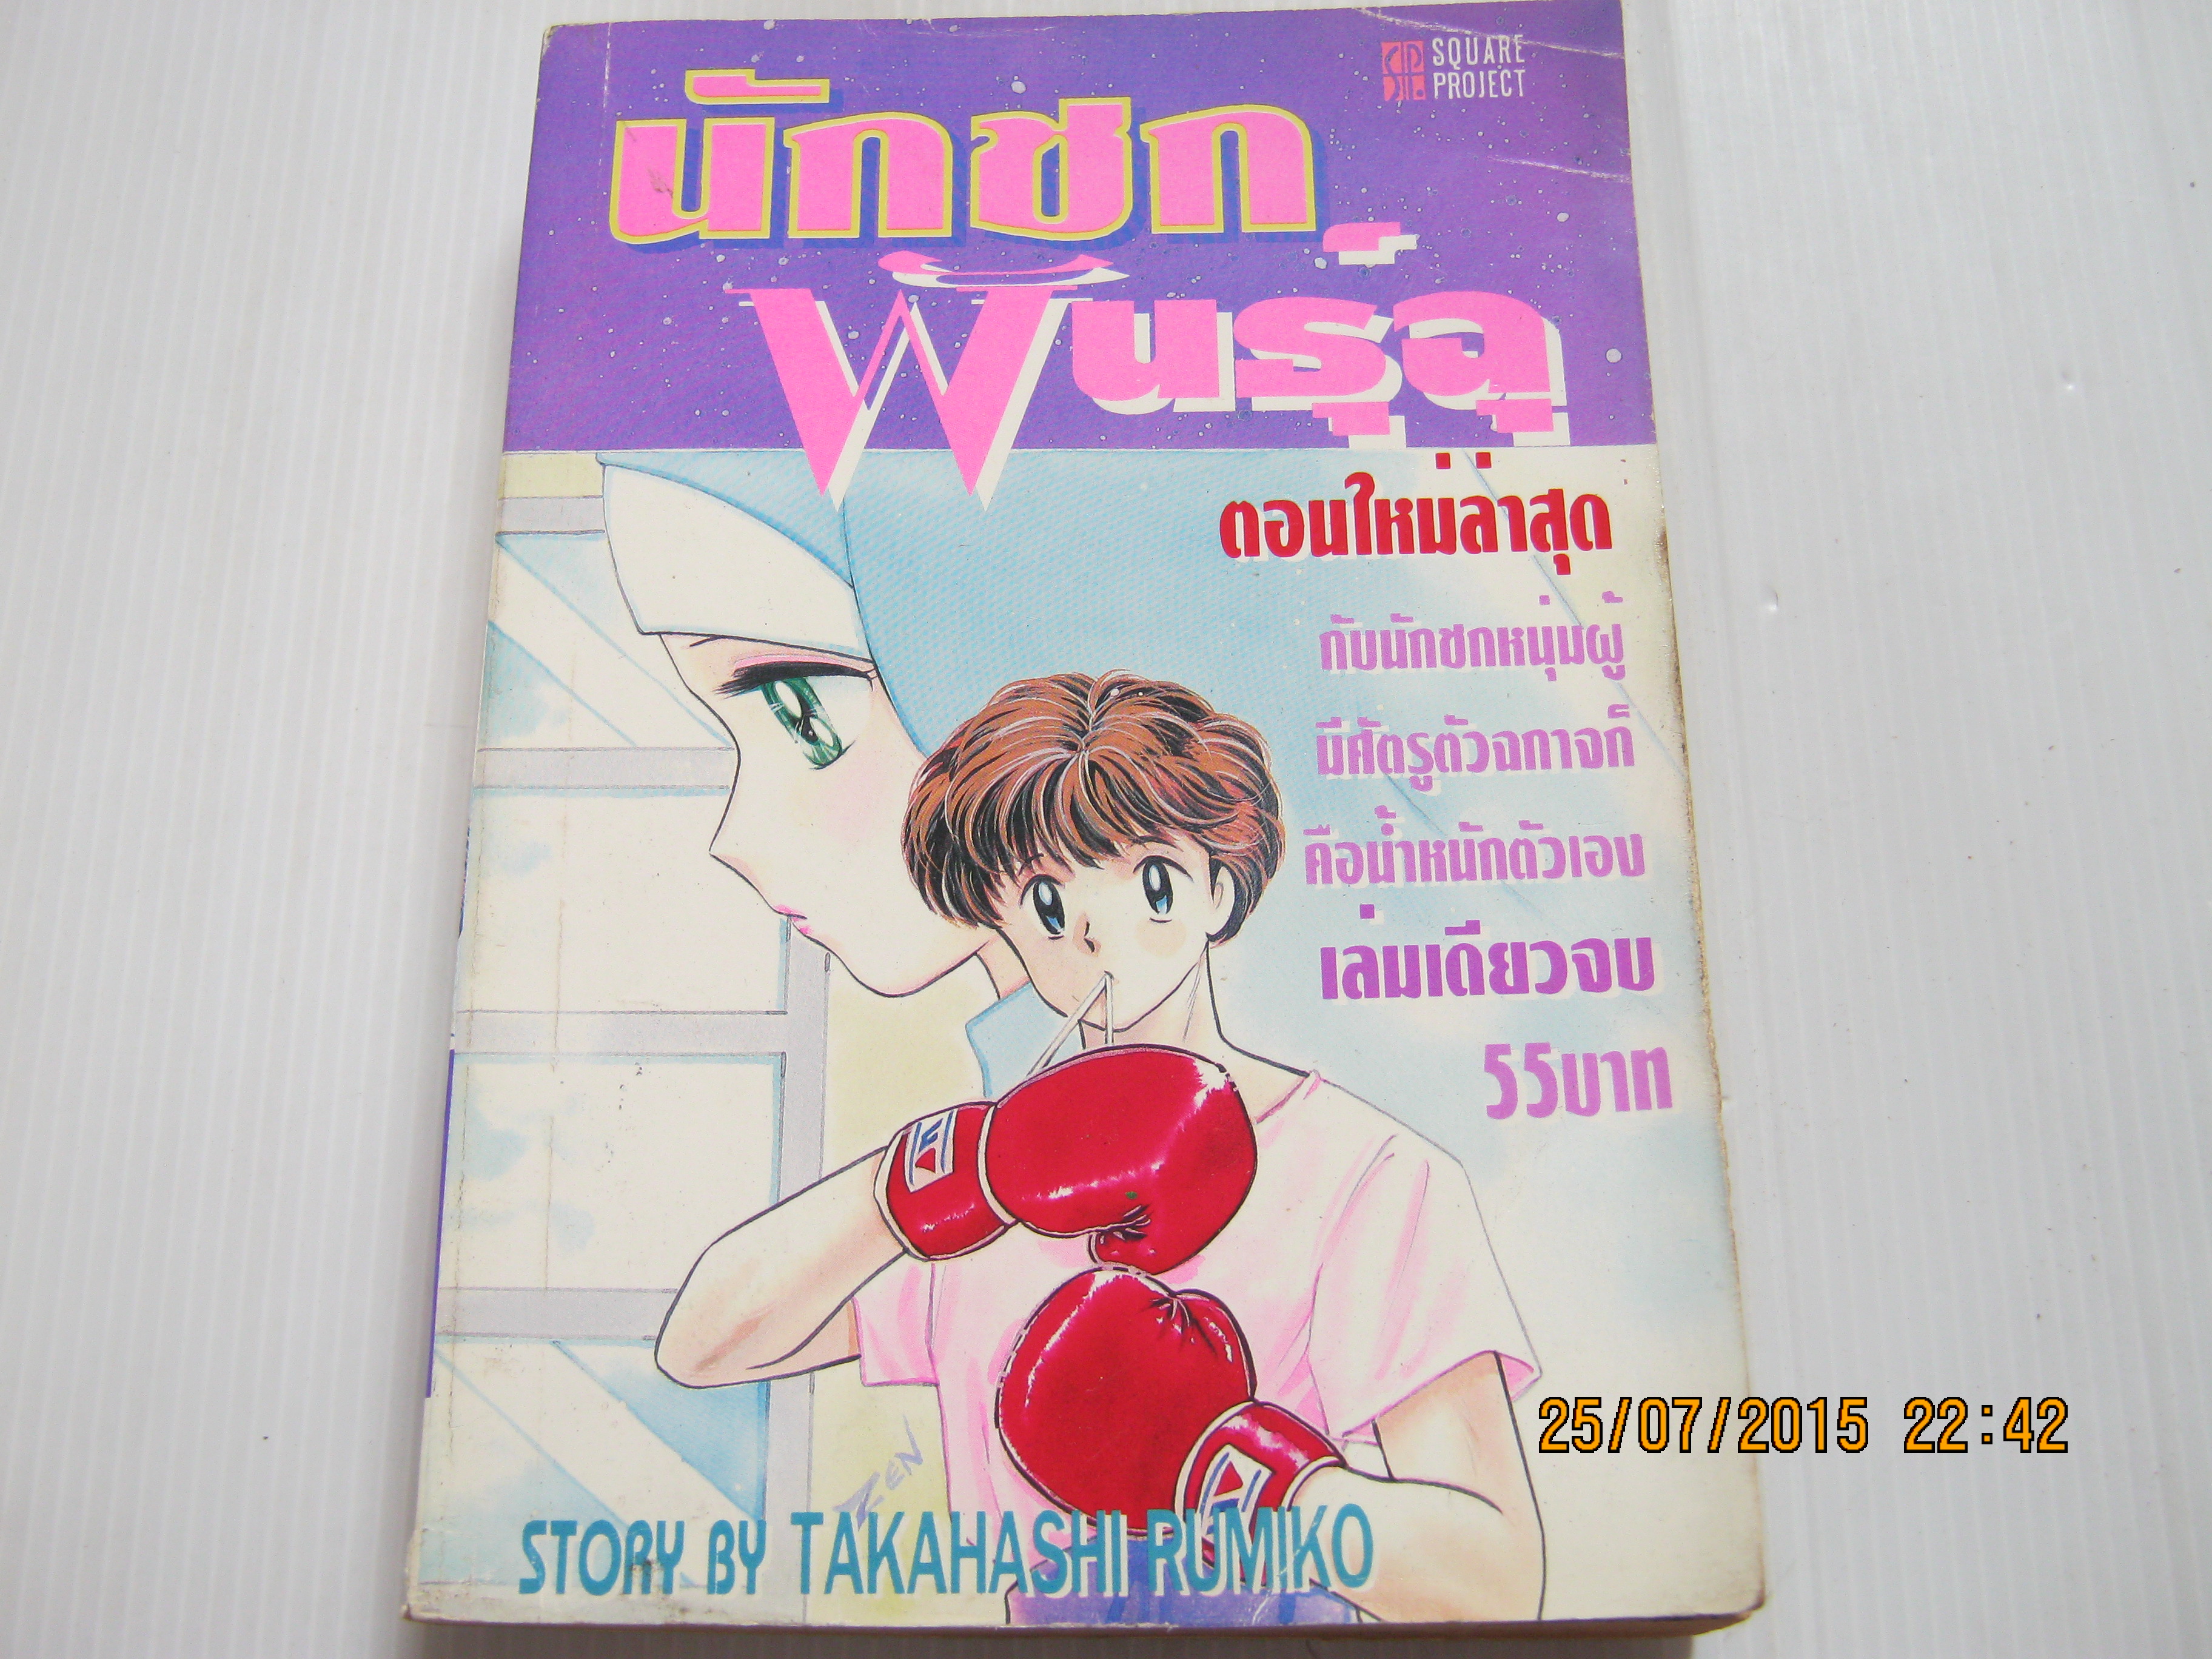 SP.
SQUARE
PROJECT
นักชก
พันธุ์ฉุ
ตอนใหม่ล่าสุด
กับนักชกหนุ่มผู้
มีศัตรูตัวฉกาจก็
คือน้ำหนักตัวเอง
เล่มเดียวจบ
55บาท
25/07/2015 22:42
ZEN
STORY BY TAKAHASHI RUMIKO